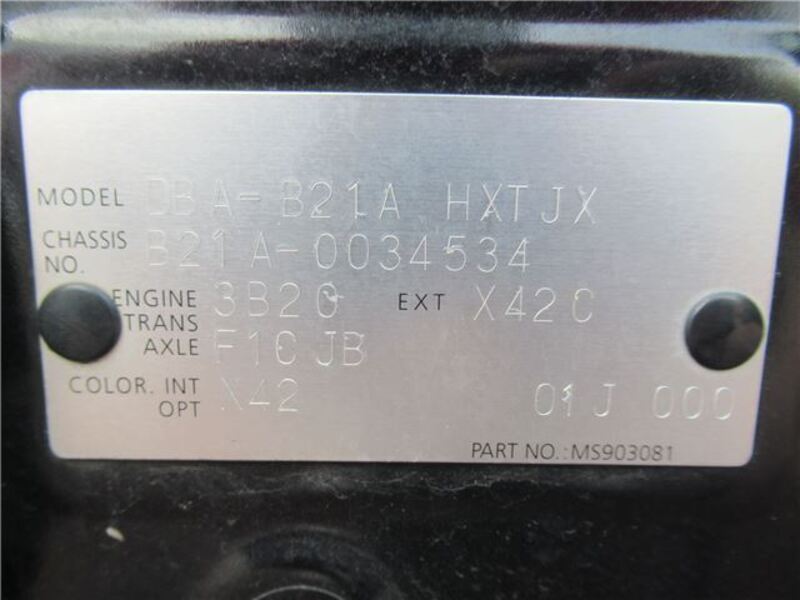 MODEL DBA-B21A HXTJX
CHASSIS NO. B21A-0034534
ENGINE 3B20 EXT X42C
TRANS AXLE F1CJB
COLOR. INT X42
OPT 01J 000
PART NO.:MS903081